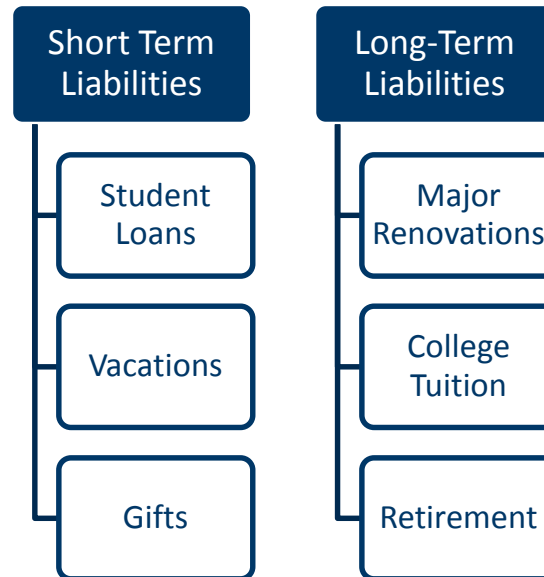 Short Term
Liabilities
Student
Loans
Vacations
Gifts
Long-Term
Liabilities
Major
Renovations
College
Tuition
Retirement